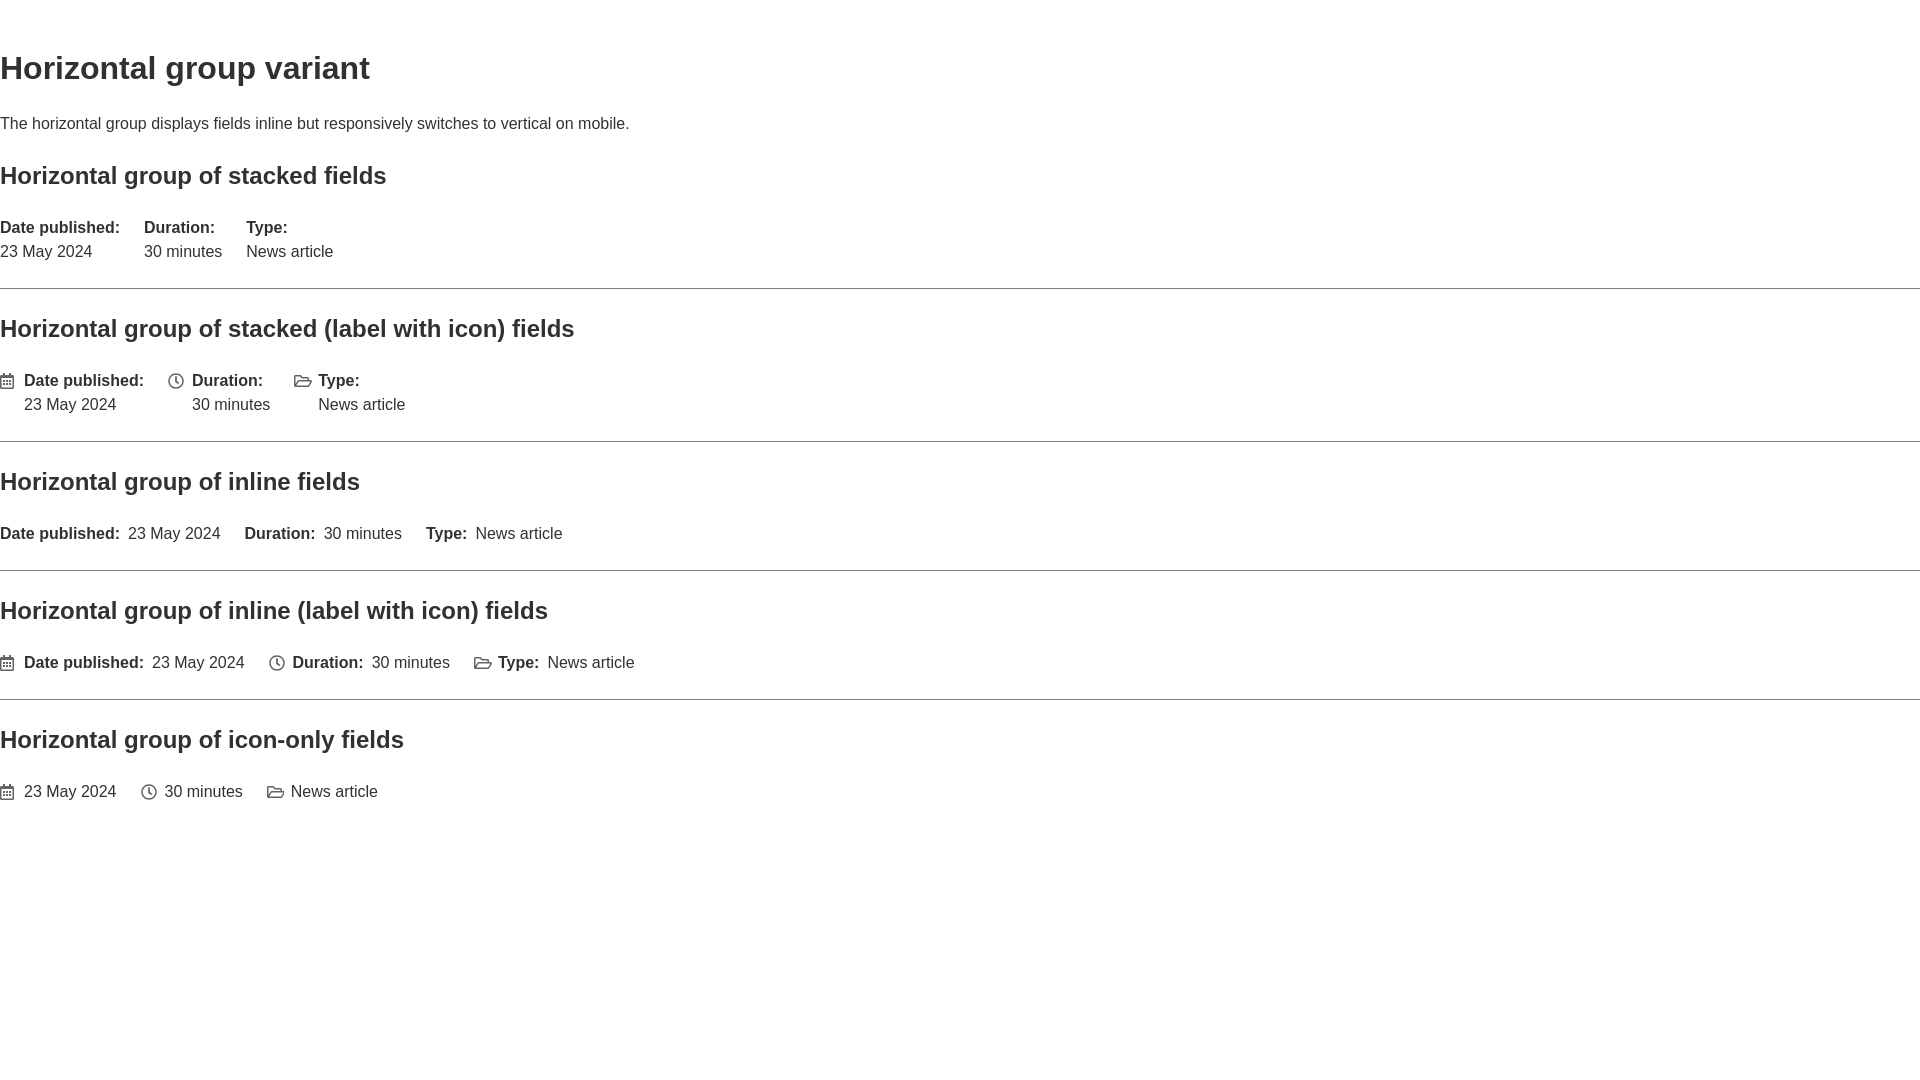 Horizontal group variant
The horizontal group displays fields inline but responsively switches to vertical on mobile.
Horizontal group of stacked fields
Date published: Duration: Type:
23 May 2024 30 minutes News article
Horizontal group of stacked (label with icon) fields
Date published: Duration: Type:
23 May 2024 30 minutes News article
Horizontal group of inline fields
Date published: 23 May 2024 Duration: 30 minutes Type: News article
Horizontal group of inline (label with icon) fields
Date published: 23 May 2024 Duration: 30 minutes Type: News article
Horizontal group of icon-only fields
23 May 2024 30 minutes News article